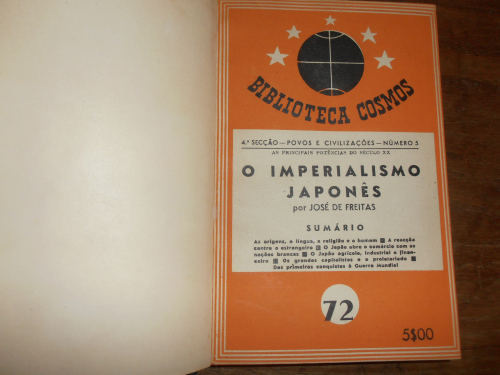 BIBLIOTECA COSMOS
4.ª SECÇÃO — POVOS E CIVILIZAÇÕES — NÚMERO 5
AS PRINCIPAIS POTÊNCIAS DO SÉCULO XX
O IMPERIALISMO
JAPONÊS
por JOSÉ DE FREITAS
SUMÁRIO
As origens, a língua, a religião e o homem ■ A reacção
contra o estrangeiro ■ O Japão abre o comércio com as
nações brancas ■ O Japão agrícola, industrial e finan-
ceiro ■ Os grandes capitalistas e o proletariado ■
Das primeiras conquistas à Guerra Mundial
72
5$00